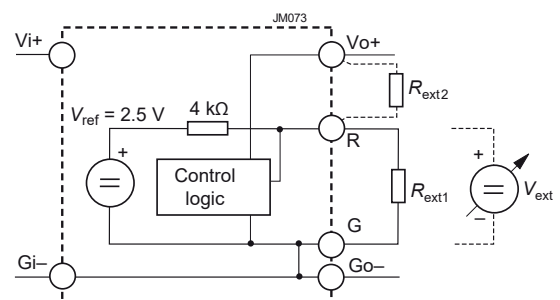 JM073
Vi+
Vo+
Rext2
Vref = 2.5 V
4 kΩ
R
+
Control
logic
Rext1
+
Vext
–
G
Gi–
Go–